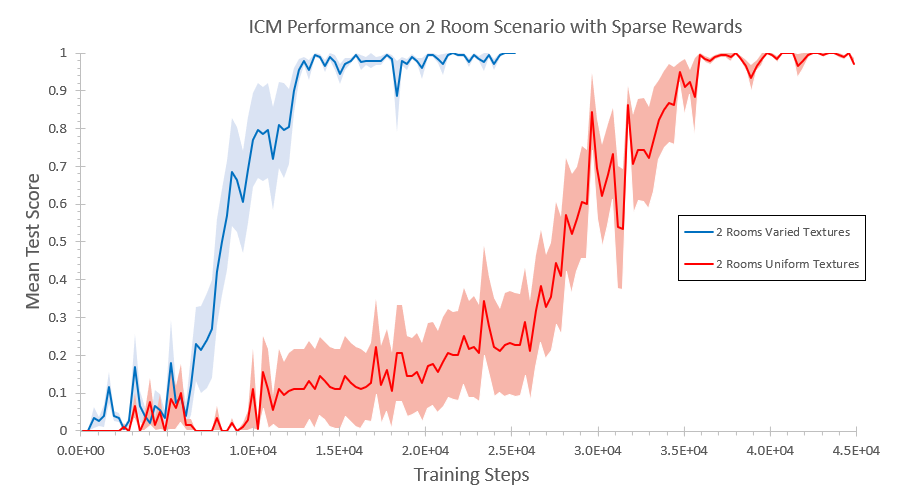 ICM Performance on 2 Room Scenario with Sparse Rewards
Mean Test Score
1
0.9
0.8
0.7
0.6
0.5
0.4
0.3
0.2
0.1
0
0.0E+00 5.0E+03 1.0E+04 1.5E+04 2.0E+04 2.5E+04 3.0E+04 3.5E+04 4.0E+04 4.5E+04
Training Steps
2 Rooms Varied Textures
2 Rooms Uniform Textures